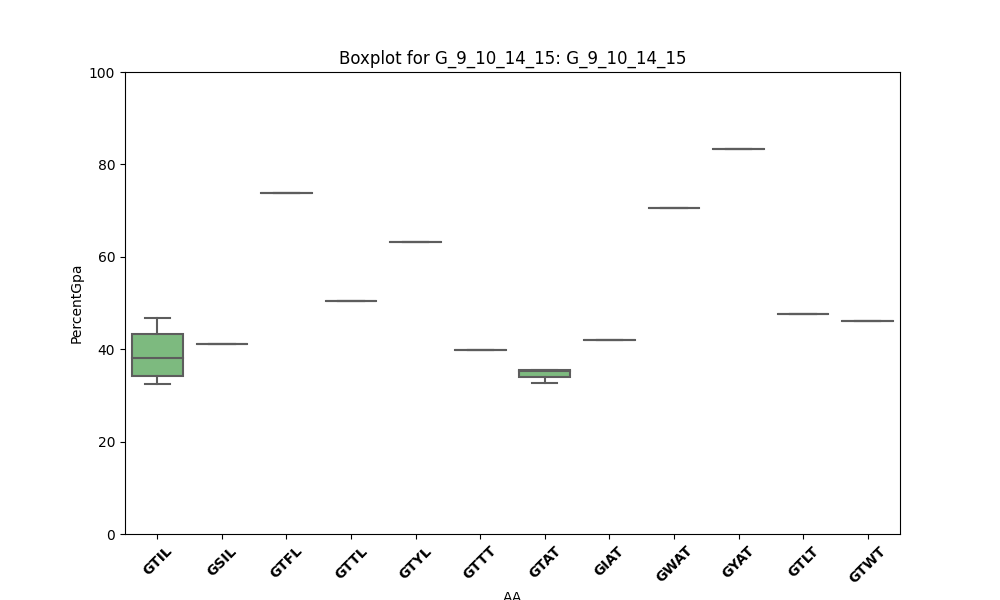 Boxplot for G_9_10_14_15: G_9_10_14_15
100
80
60
40
20
0
PercentGpa
GTIL
GSIL
GTFL
GTTL
GTYL
GTTT
GTAT
GIAT
GWAT
GYAT
GTLT
GTWT
AA